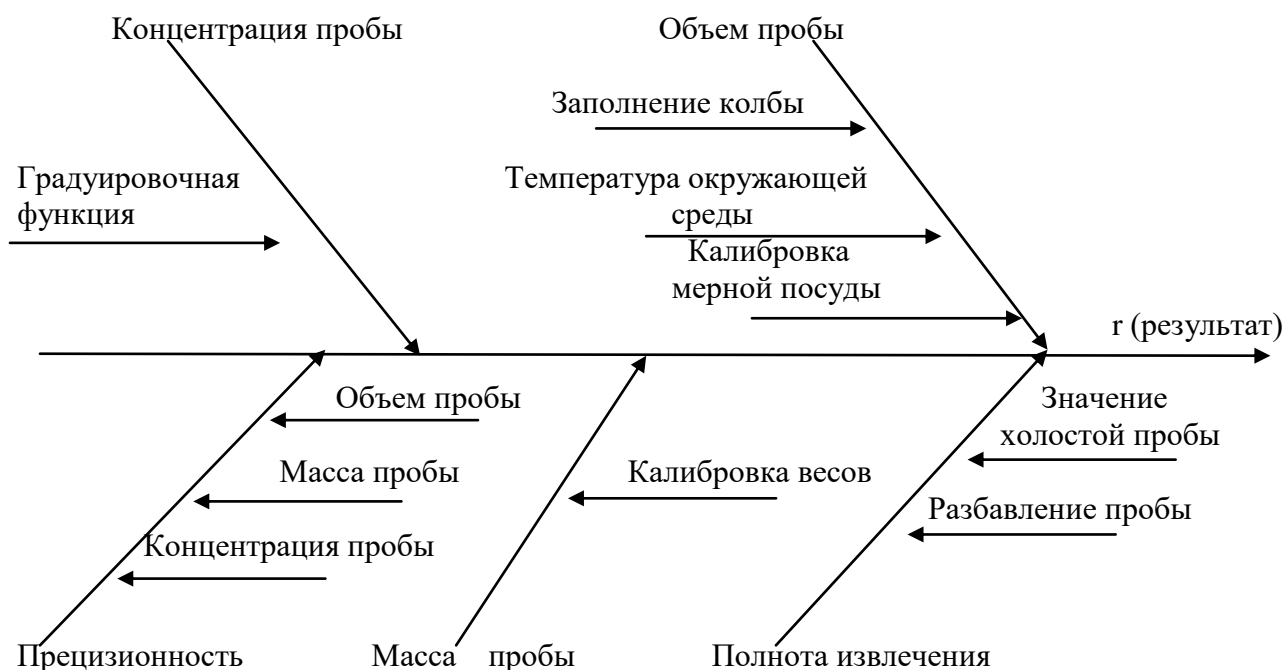 Концентрация пробы
Объем пробы
Заполнение колбы
Градуировочная
функция
Температура окружающей
среды
Калибровка
мерной посуды
r (результат)
Объем пробы
Значение
холостой пробы
Масса пробы
Калибровка весов
Разбавление пробы
Концентрация пробы
Прецизионность
Масса пробы
Полнота извлечения